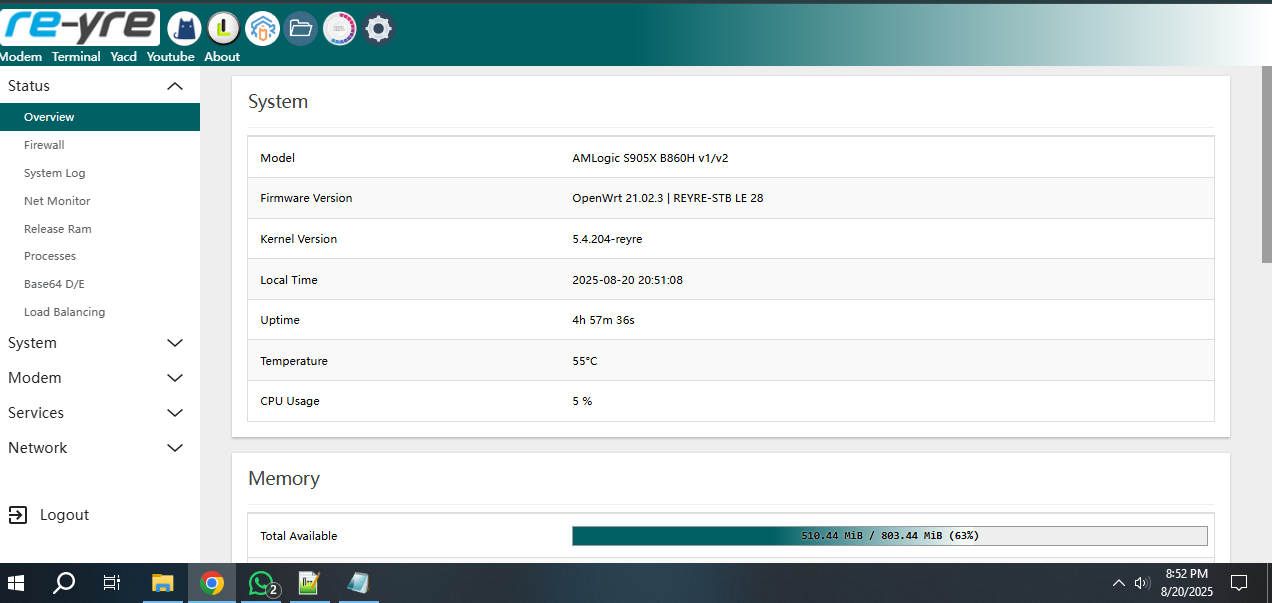 re-yre
Modem Terminal Yacd Youtube About
Status
Overview
Firewall
System Log
Net Monitor
Release Ram
Processes
Base64 D/E
Load Balancing
System
Modem
Services
Network
Logout
System
Model AMLogic S905X B860H v1/v2
Firmware Version OpenWrt 21.02.3 | REYRE-STB LE 28
Kernel Version 5.4.204-reyre
Local Time 2025-08-20 20:51:08
Uptime 4h 57m 36s
Temperature 55°C
CPU Usage 5 %
Memory
Total Available 510.44 MiB / 803.44 MiB (63%)
2
8:52 PM
8/20/2025